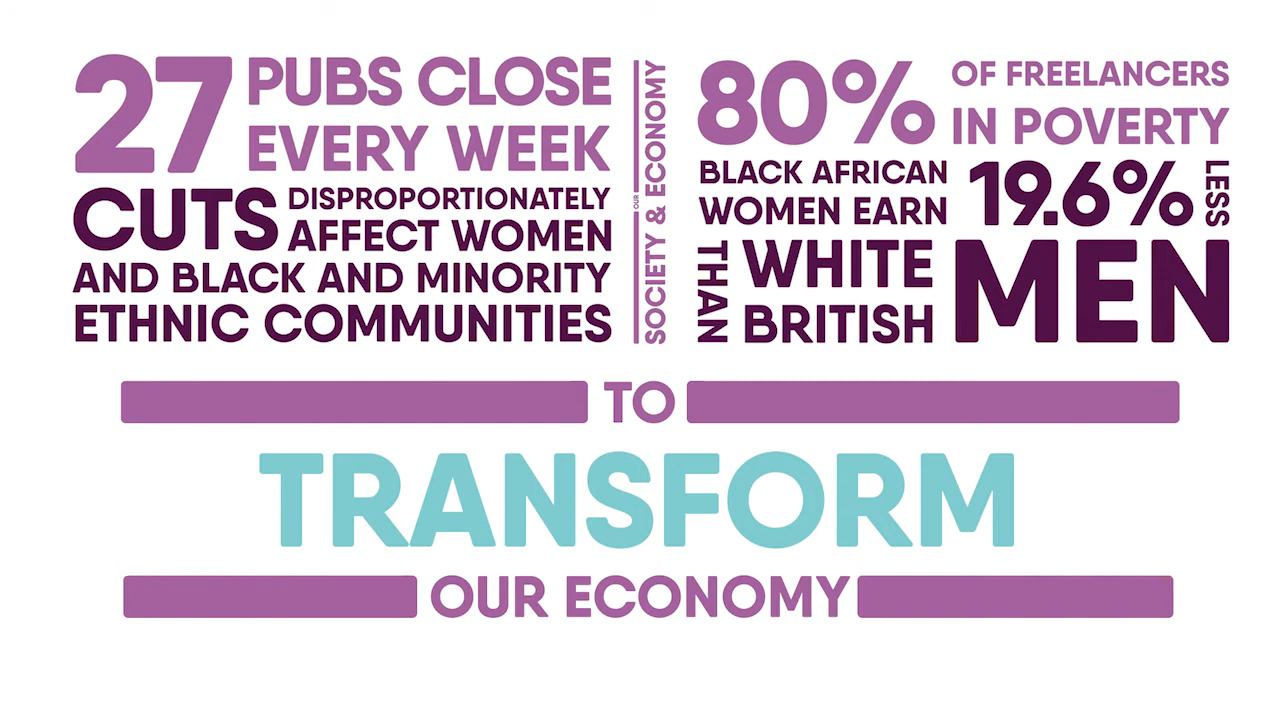 27 PUBS CLOSE
EVERY WEEK
CUTS DISPROPORTIONATELY
AFFECT WOMEN
AND BLACK AND MINORITY
ETHNIC COMMUNITIES
OUR
SOCIETY & ECONOMY
80% OF FREELANCERS
IN POVERTY
BLACK AFRICAN
WOMEN EARN 19.6% LESS
THAN WHITE
BRITISH MEN
TO
TRANSFORM
OUR ECONOMY